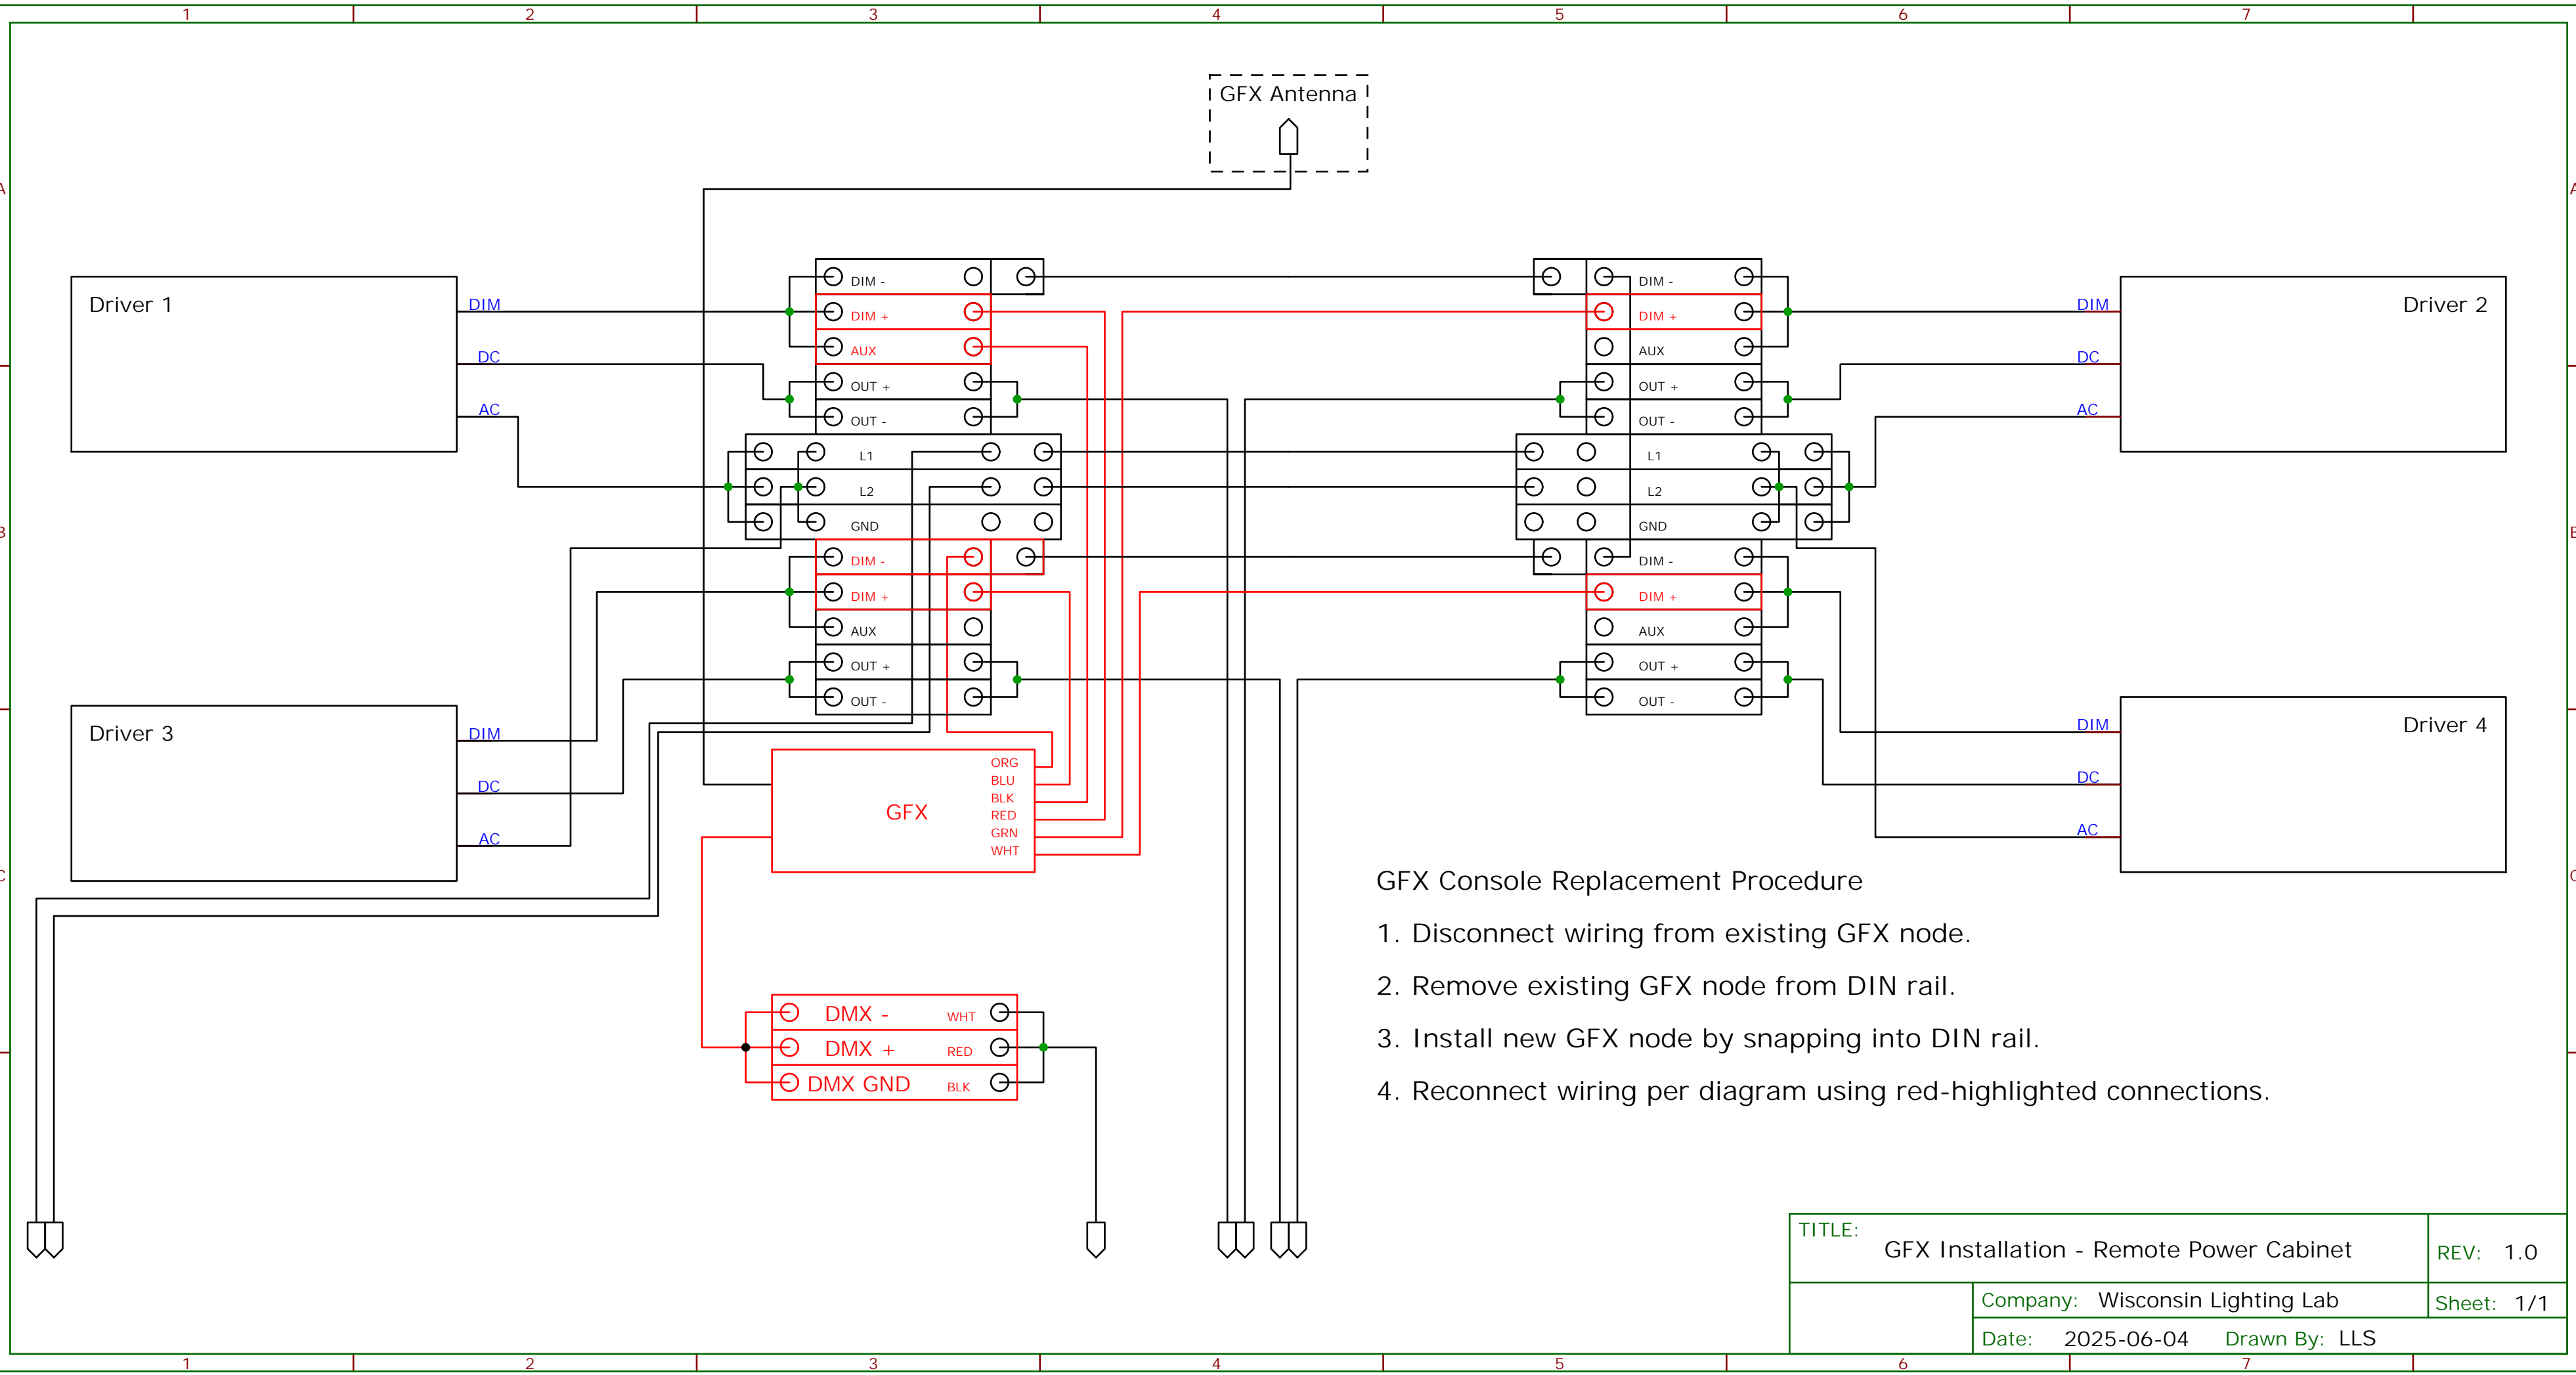 1 2 3 4 5 6 7
GFX Antenna
A A
Driver 1
DIM
DC
AC
DIM -
DIM +
AUX
OUT +
OUT -
L1
L2
GND
DIM -
DIM +
AUX
OUT +
OUT -
DIM -
DIM +
AUX
OUT +
OUT -
L1
L2
GND
DIM -
DIM +
AUX
OUT +
OUT -
DIM
DC
AC
Driver 2
B B
Driver 3
DIM
DC
AC
GFX
ORG
BLU
BLK
RED
GRN
WHT
DIM
DC
AC
Driver 4
C C
DMX - WHT
DMX + RED
DMX GND BLK
GFX Console Replacement Procedure
1. Disconnect wiring from existing GFX node.
2. Remove existing GFX node from DIN rail.
3. Install new GFX node by snapping into DIN rail.
4. Reconnect wiring per diagram using red-highlighted connections.
TITLE:
GFX Installation - Remote Power Cabinet
REV: 1.0
Company: Wisconsin Lighting Lab
Sheet: 1/1
Date: 2025-06-04 Drawn By: LLS
1 2 3 4 5 6 7